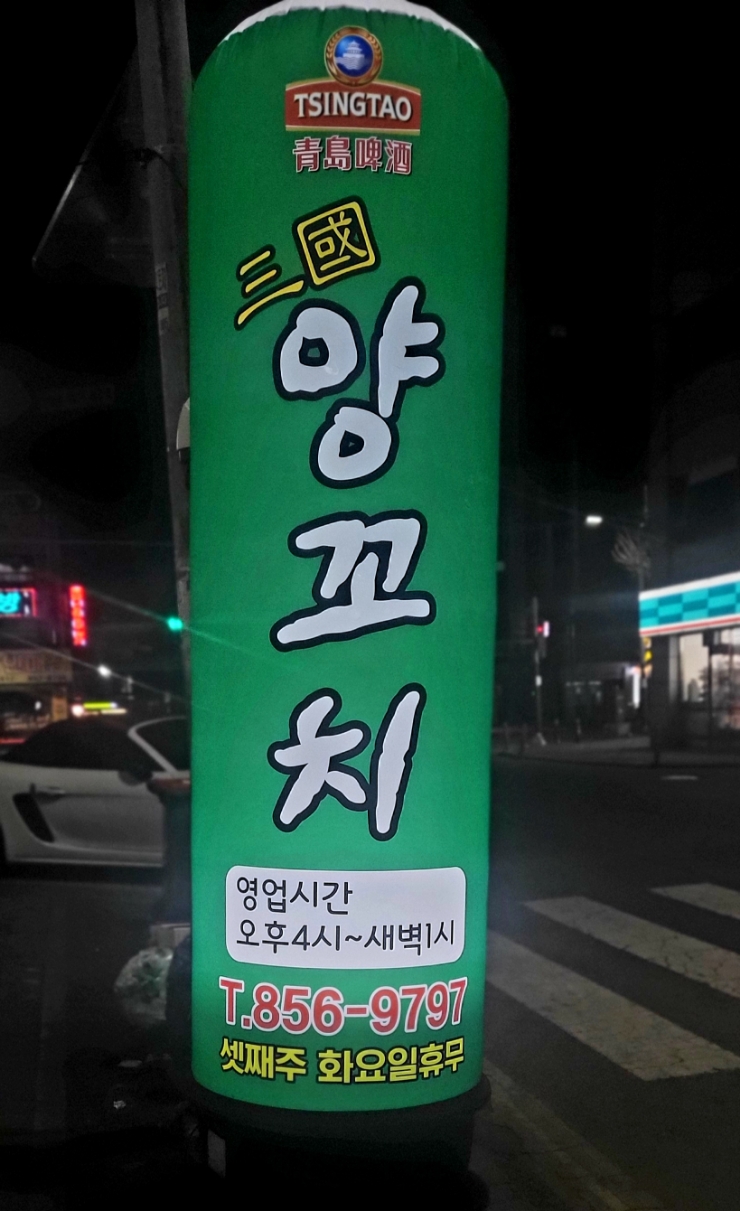 TSINGTAO
青島啤酒
三國
양꼬치
영업시간
오후4시~새벽1시
T.856-9797
셋째주 화요일휴무